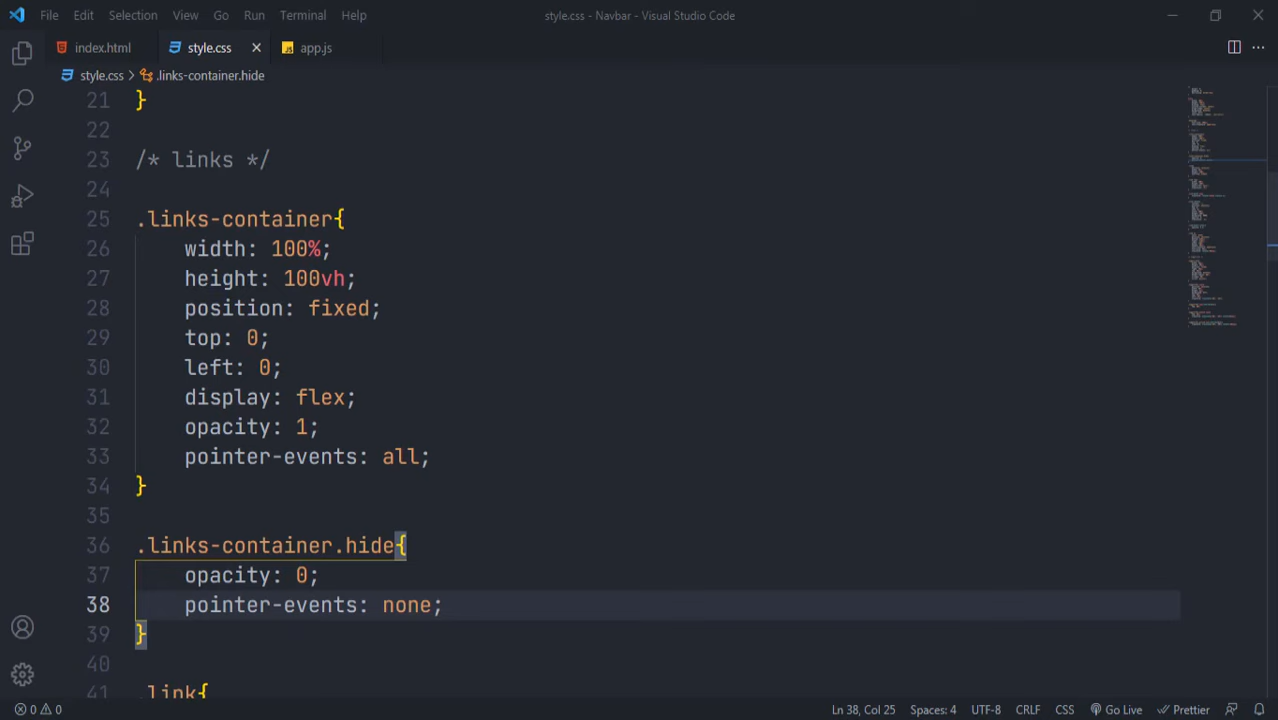 File Edit Selection View Go Run Terminal Help style.css - Navbar - Visual Studio Code
index.html style.css app.js
style.css > .links-container.hide
21 }
22
23 /* links */
24
25 .links-container{
26 width: 100%;
27 height: 100vh;
28 position: fixed;
29 top: 0;
30 left: 0;
31 display: flex;
32 opacity: 1;
33 pointer-events: all;
34 }
35
36 .links-container.hide{
37 opacity: 0;
38 pointer-events: none;
39 }
40
41 .link{
0 0 Ln 38, Col 25 Spaces: 4 UTF-8 CRLF CSS Go Live Prettier